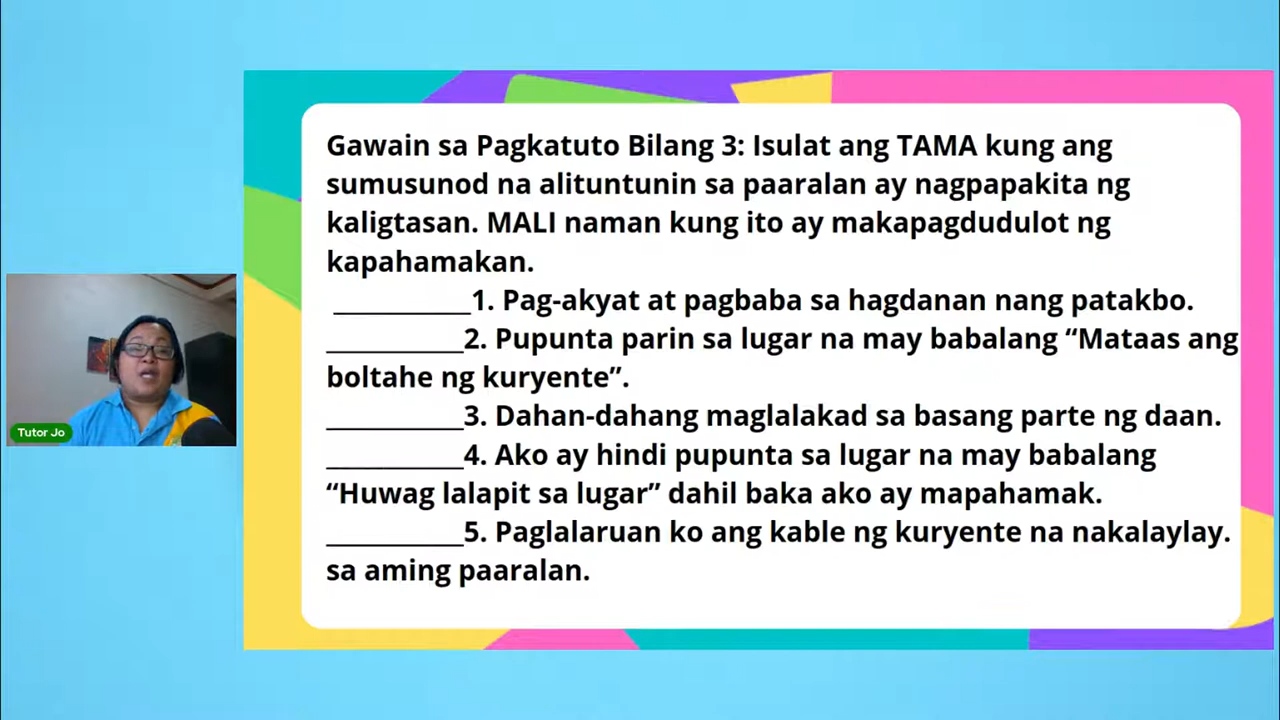 Gawain sa Pagkatuto Bilang 3: Isulat ang TAMA kung ang
sumusunod na alituntunin sa paaralan ay nagpapakita ng
kaligtasan. MALI naman kung ito ay makapagdudulot ng
kapahamakan.
___________1. Pag-akyat at pagbaba sa hagdanan nang patakbo.
___________2. Pupunta parin sa lugar na may babalang “Mataas ang
boltahe ng kuryente”.
___________3. Dahan-dahang maglalakad sa basang parte ng daan.
___________4. Ako ay hindi pupunta sa lugar na may babalang
“Huwag lalapit sa lugar” dahil baka ako ay mapahamak.
___________5. Paglalaruan ko ang kable ng kuryente na nakalaylay.
sa aming paaralan.
Tutor Jo